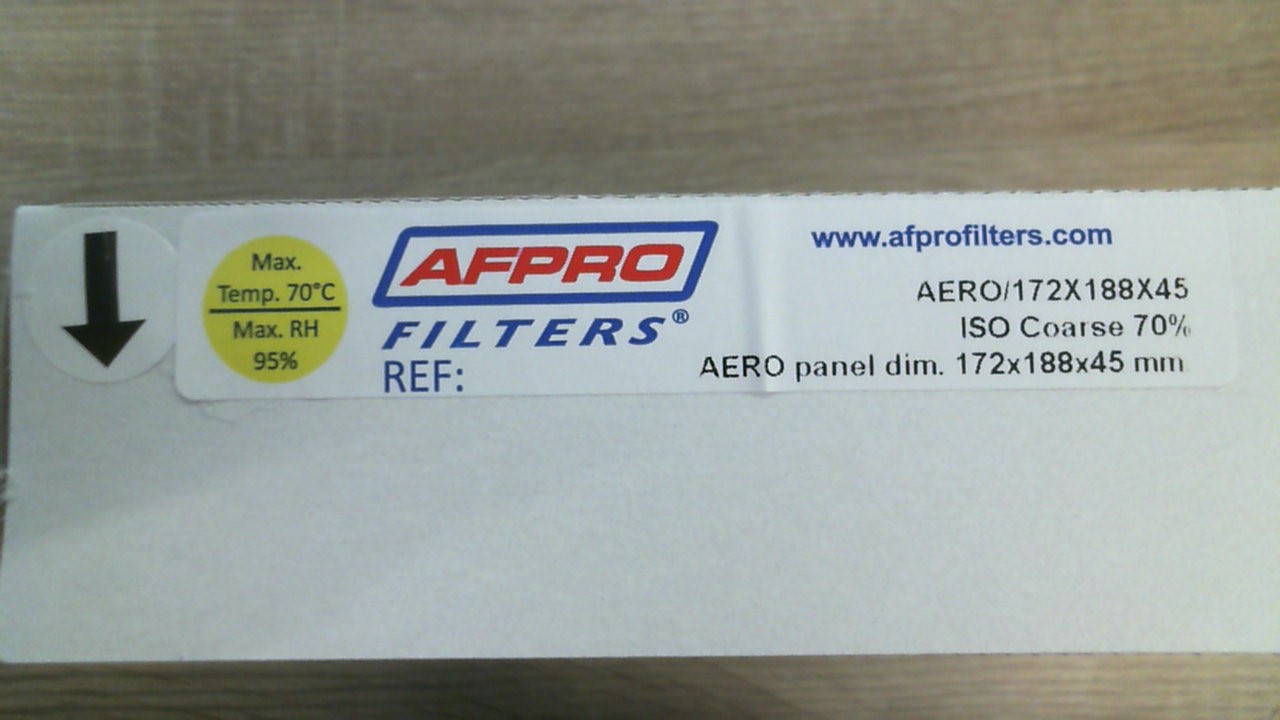 Max.
Temp. 70°C
Max. RH
95%
AFPRO
FILTERS®
REF:
www.afprofilters.com
AERO/172X188X45
ISO Coarse 70%
AERO panel dim. 172x188x45 mm